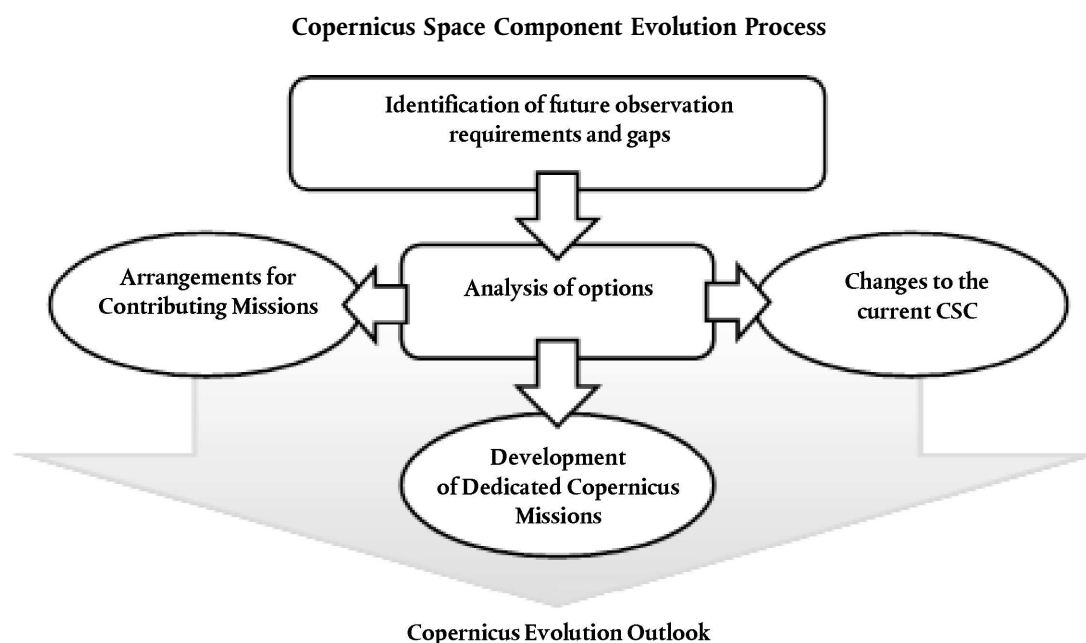 Copernicus Space Component Evolution Process
Identification of future observation
requirements and gaps
Arrangements for
Contributing Missions
Analysis of options
Changes to the
current CSC
Development
of Dedicated Copernicus
Missions
Copernicus Evolution Outlook